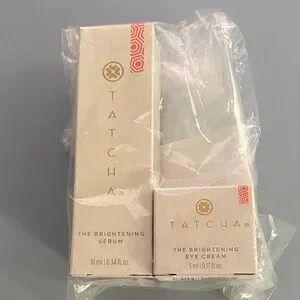 TATCHA®
THE BRIGHTENING
SERUM
10 ml | 0.34 fl oz.
TATCHA®
THE BRIGHTENING
EYE CREAM
5 ml | 0.17 fl oz.